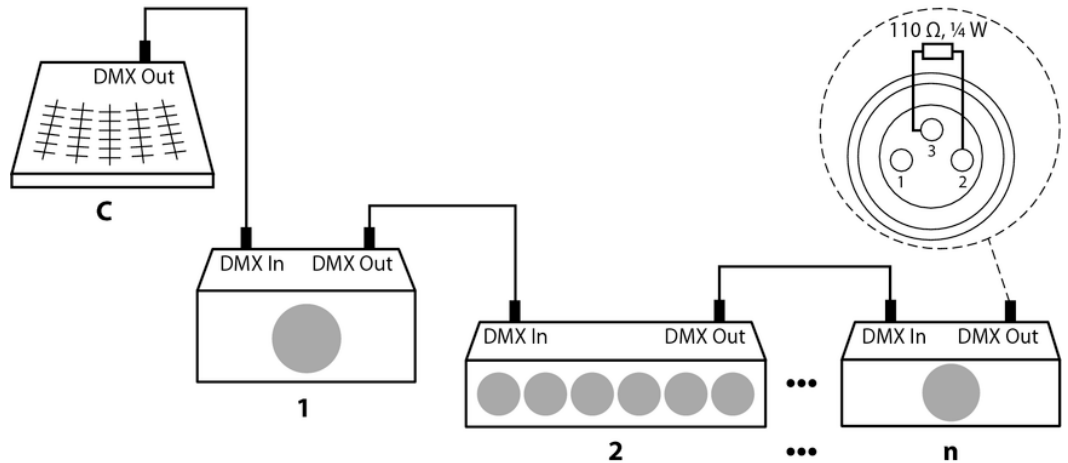 110 Ω, ¼ W
DMX Out
3
1
2
C
DMX In
DMX Out
1
DMX In
DMX Out
DMX In
DMX Out
•••
2
•••
n